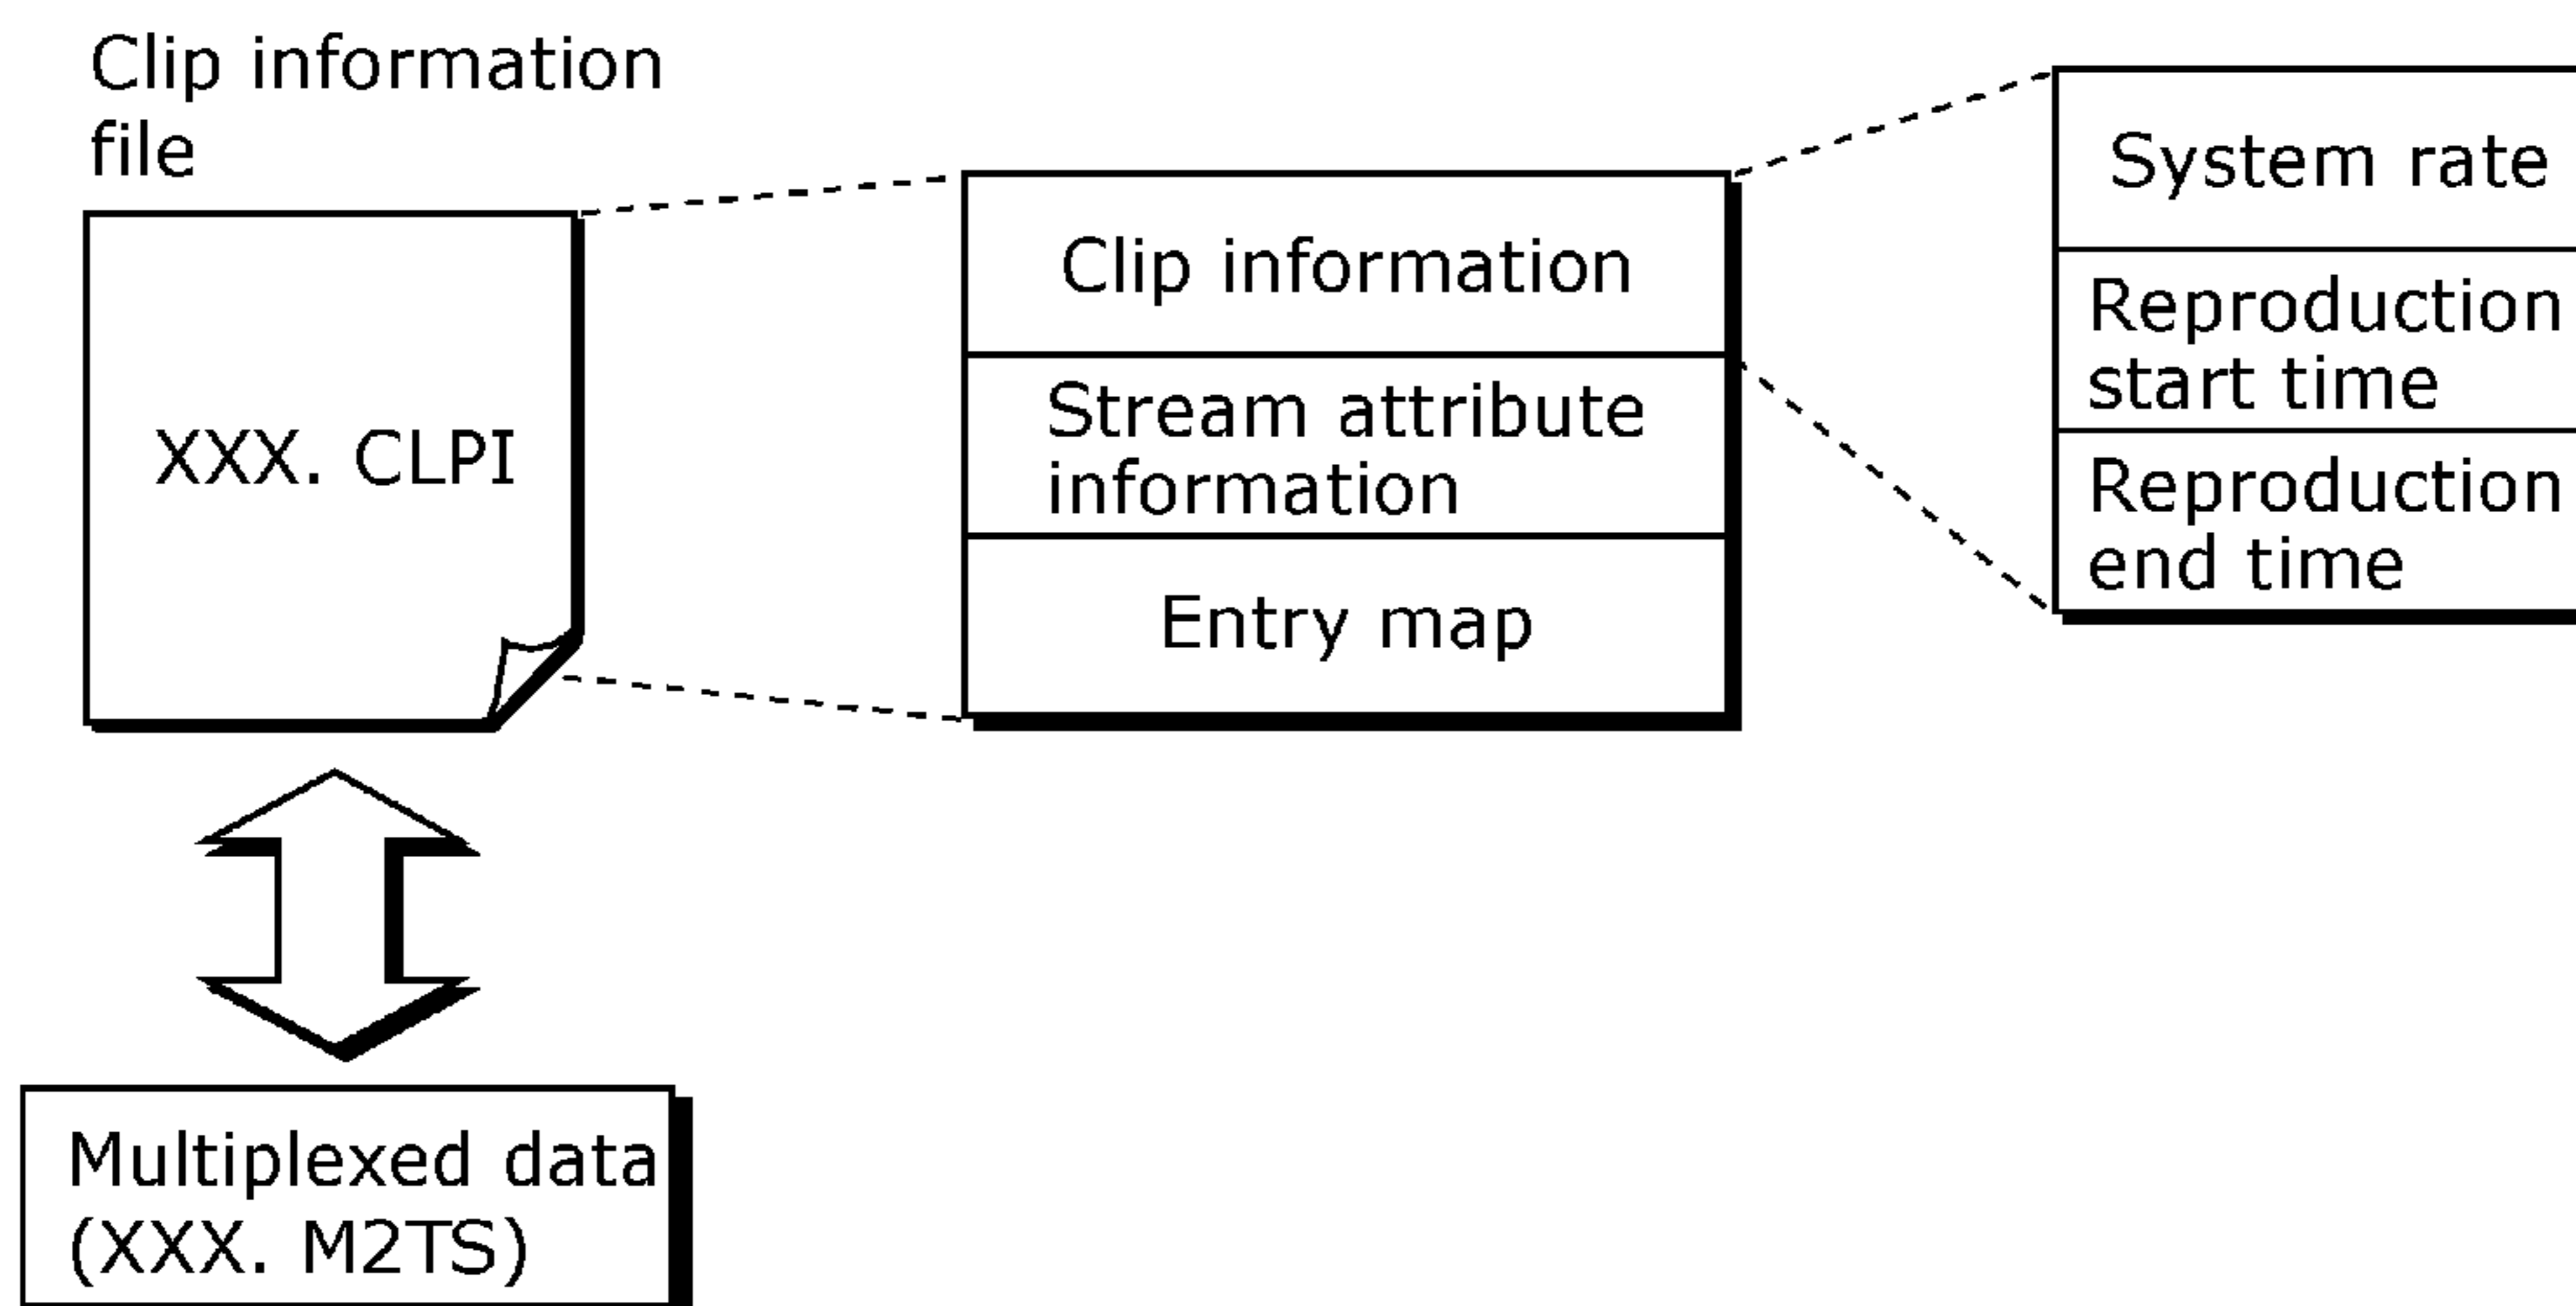 Clip information
file
XXX. CLPI
Clip information
Stream attribute
information
Entry map
System rate
Reproduction
start time
Reproduction
end time
Multiplexed data
(XXX. M2TS)